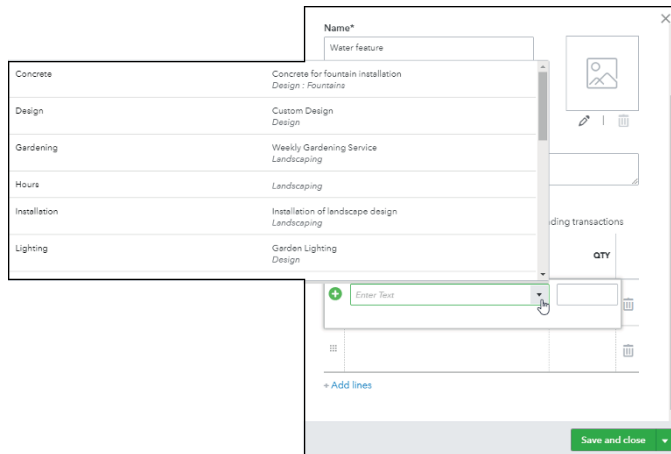 Name*
Water feature
Concrete Concrete for fountain installation
Design : Fountains
Design Custom Design
Design
Gardening Weekly Gardening Service
Landscaping
Hours Landscaping
Installation Installation of landscape design
Landscaping
nding transactions
Lighting Garden Lighting
Design
QTY
Enter Text
+ Add lines
Save and close